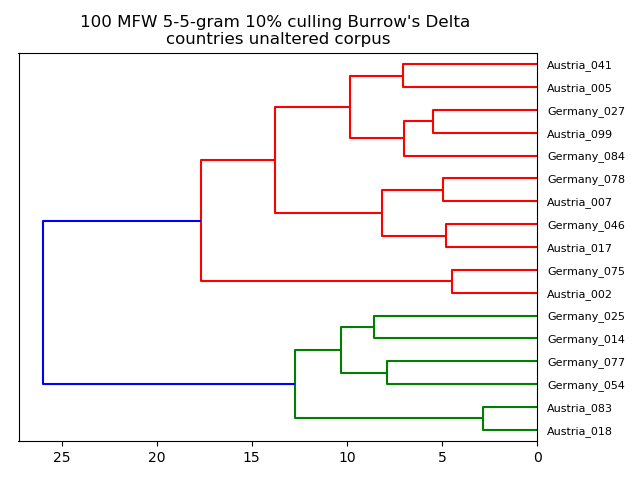 100 MFW 5-5-gram 10% culling Burrow's Delta
countries unaltered corpus
Austria_041
Austria_005
Germany_027
Austria_099
Germany_084
Germany_078
Austria_007
Germany_046
Austria_017
Germany_075
Austria_002
Germany_025
Germany_014
Germany_077
Germany_054
Austria_083
Austria_018
25 20 15 10 5 0